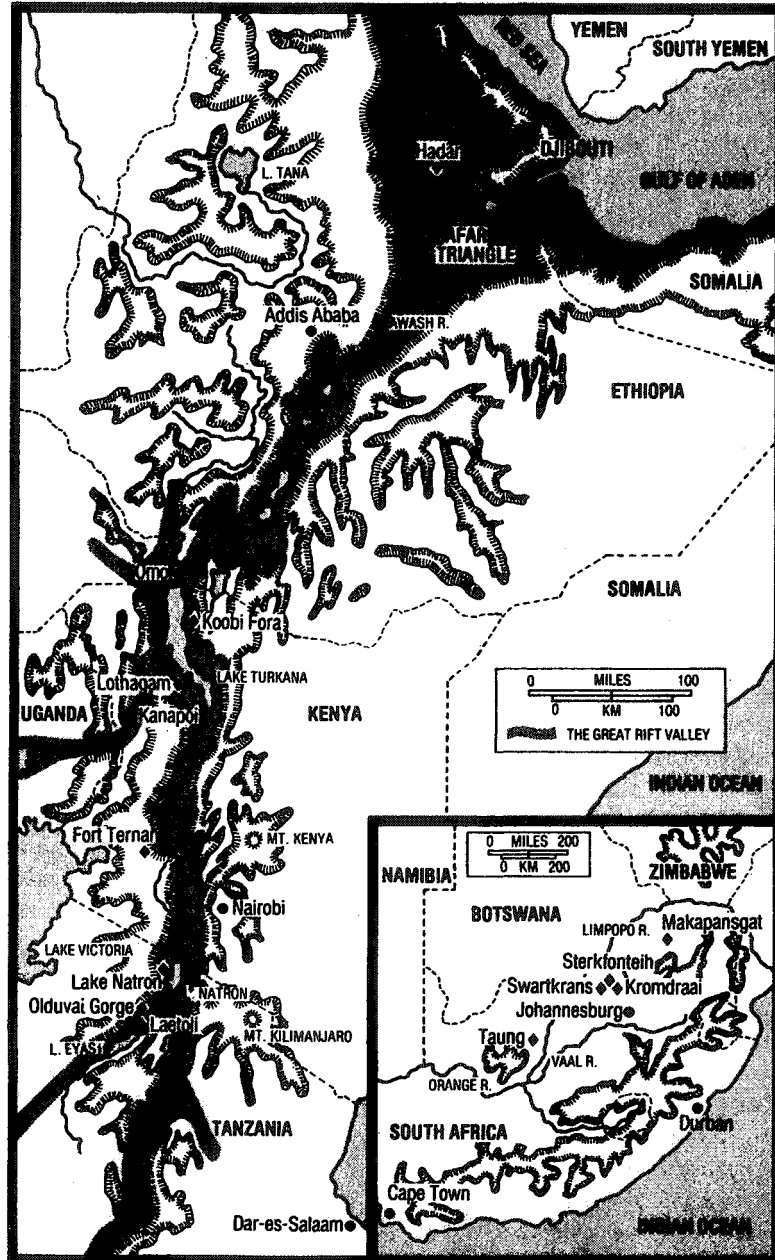 YEMEN
RED SEA
SOUTH YEMEN
Hadar
DJIBOUTI
L. TANA
GULF OF ADEN
AFAR
TRIANGLE
SOMALIA
Addis Ababa
AWASH R.
ETHIOPIA
Omo
SOMALIA
Koobi Fora
Lothagam
LAKE TURKANA
UGANDA
Kanapoi
KENYA
0 MILES 100
0 KM 100
THE GREAT RIFT VALLEY
INDIAN OCEAN
Fort Ternan
MT. KENYA
Nairobi
LAKE VICTORIA
Lake Natron
NATRON
Olduvai Gorge
Laetoli
L. EYASI
MT. KILIMANJARO
TANZANIA
Dar-es-Salaam
0 MILES 200
0 KM 200
NAMIBIA
ZIMBABWE
BOTSWANA
LIMPOPO R.
Makapansgat
Sterkfonteih
Swartkrans
Kromdraai
Johannesburg
Taung
VAAL R.
ORANGE R.
SOUTH AFRICA
Durban
Cape Town
INDIAN OCEAN